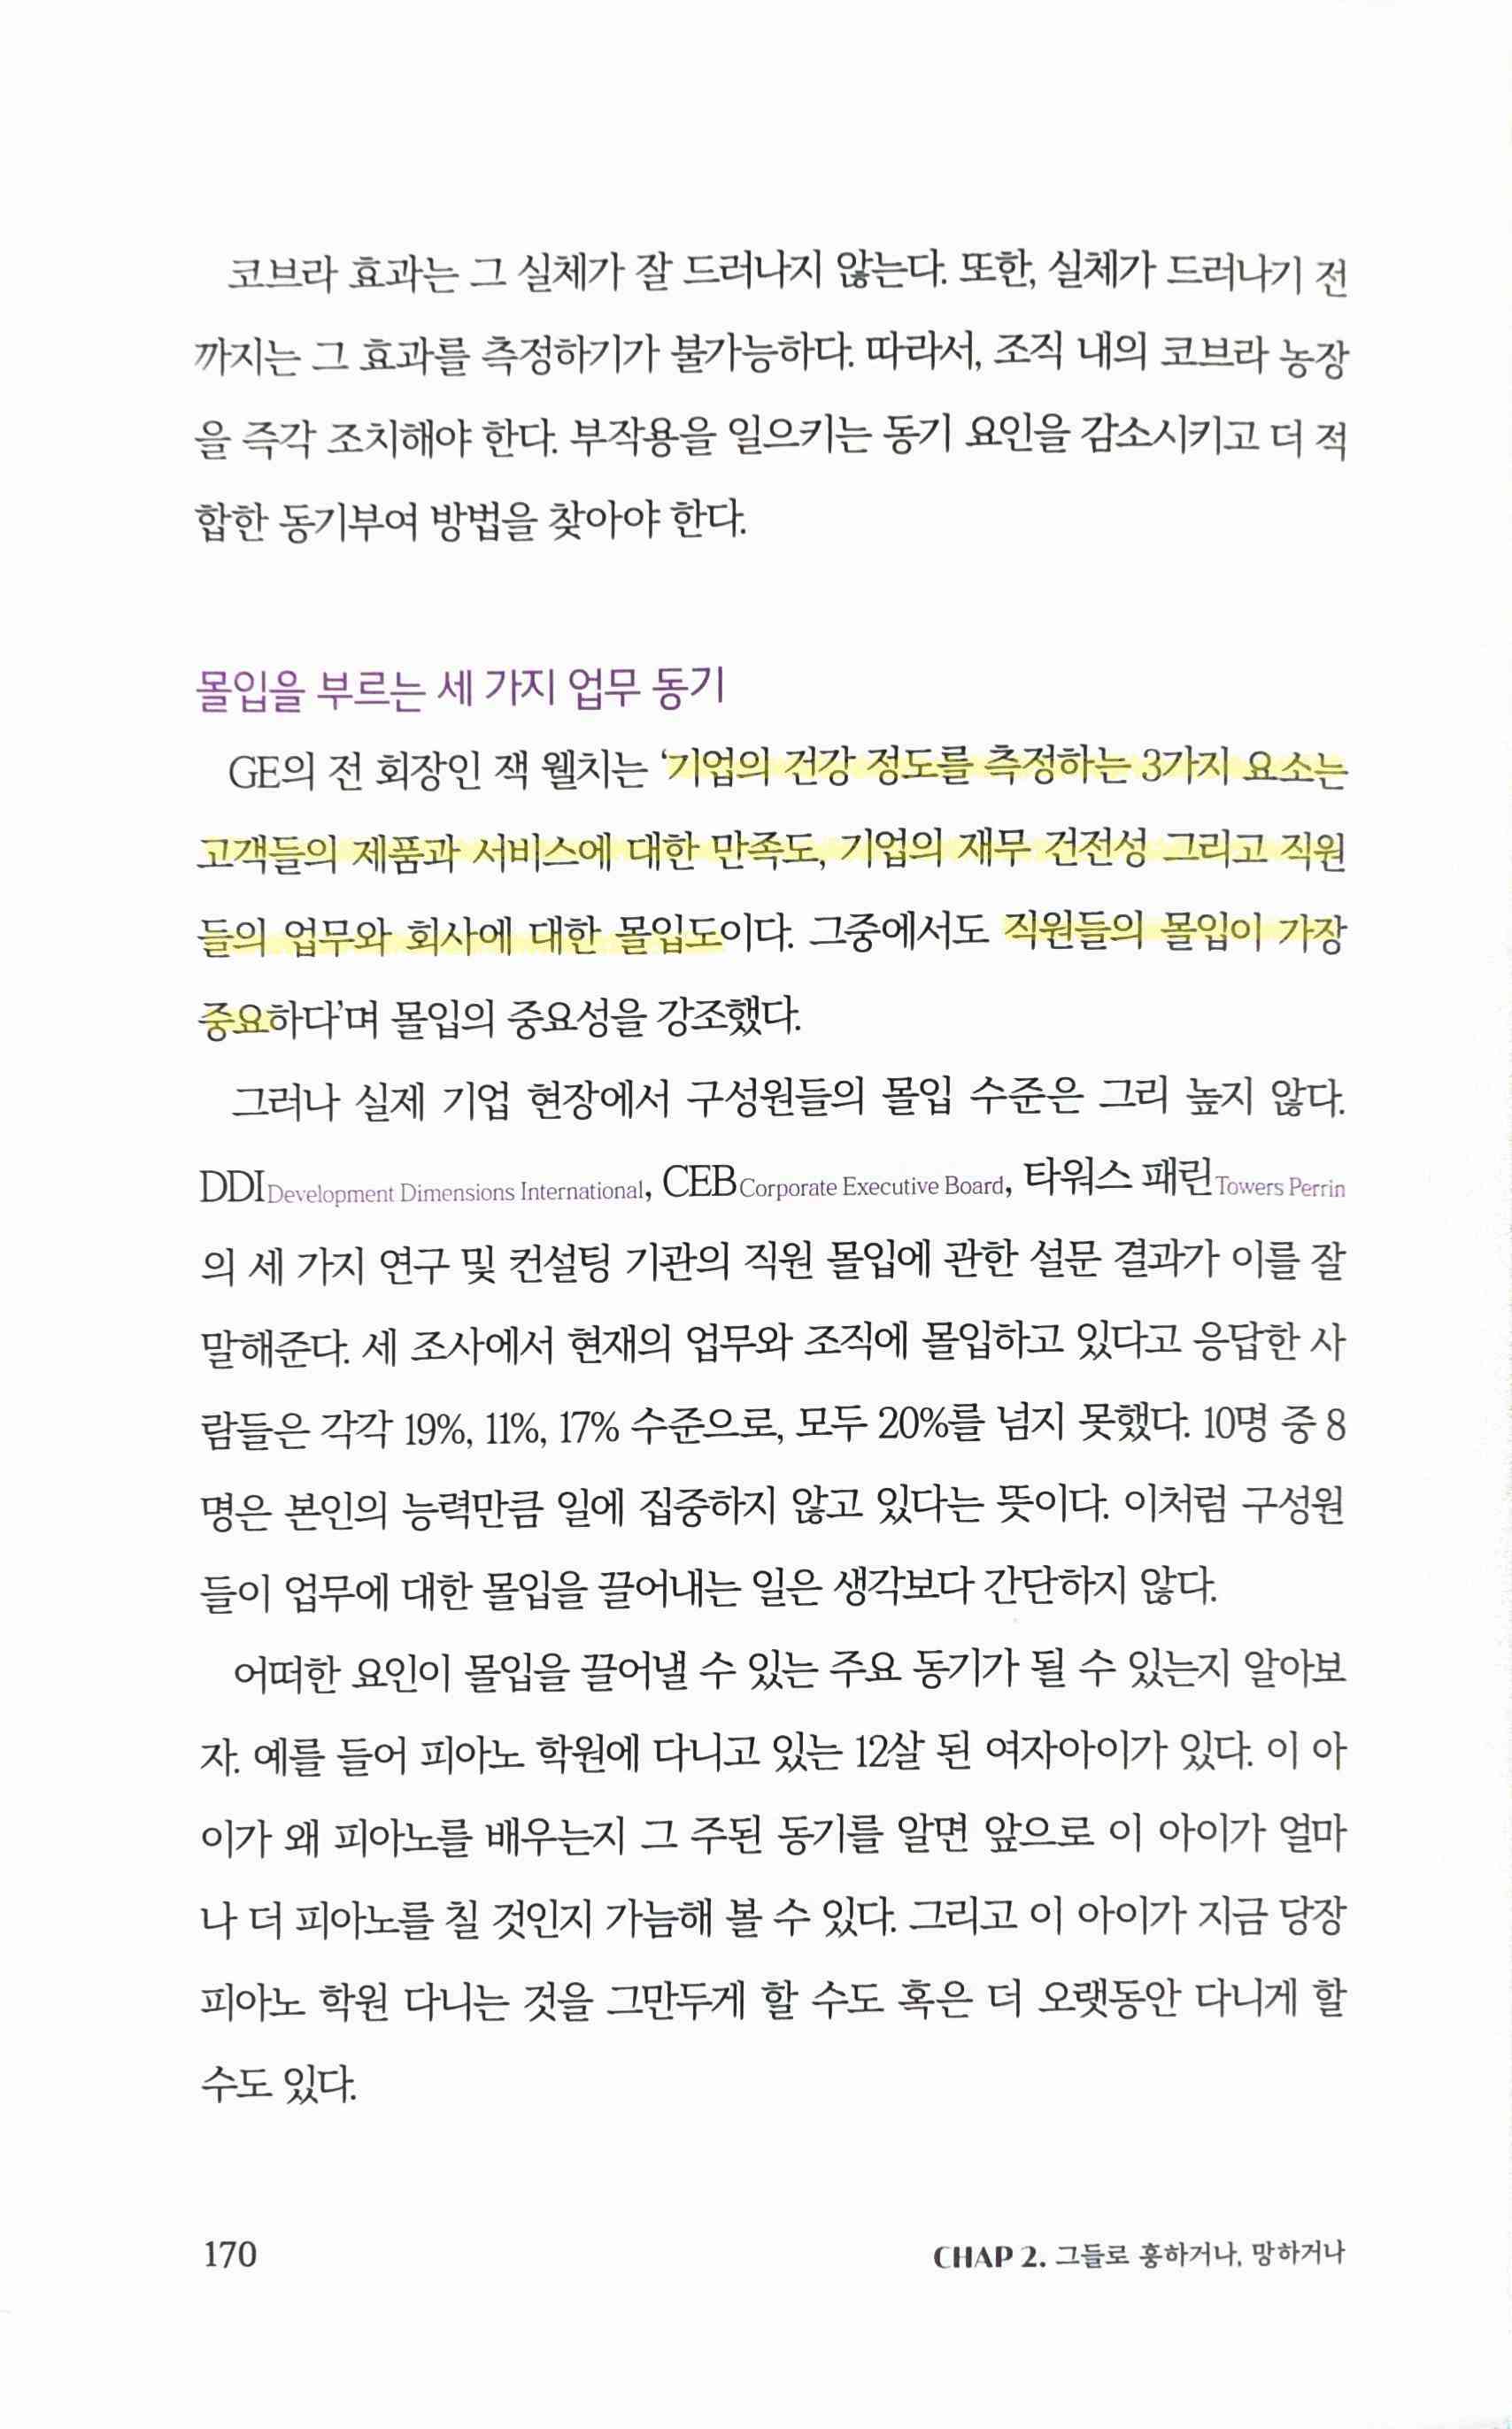 코브라 효과는 그 실체가 잘 드러나지 않는다. 또한, 실체가 드러나기 전
까지는 그 효과를 측정하기가 불가능하다. 따라서, 조직 내의 코브라 농장
을 즉각 조치해야 한다. 부작용을 일으키는 동기 요인을 감소시키고 더 적
합한 동기부여 방법을 찾아야 한다.
몰입을 부르는 세 가지 업무 동기
GE의 전 회장인 잭 웰치는 ‘기업의 건강 정도를 측정하는 3가지 요소는
고객들의 제품과 서비스에 대한 만족도, 기업의 재무 건전성 그리고 직원
들의 업무와 회사에 대한 몰입도이다. 그중에서도 직원들의 몰입이 가장
중요하다’며 몰입의 중요성을 강조했다.
그러나 실제 기업 현장에서 구성원들의 몰입 수준은 그리 높지 않다.
DDI Development Dimensions International, CEB Corporate Executive Board, 타워스 패린 Towers Perrin
의 세 가지 연구 및 컨설팅 기관의 직원 몰입에 관한 설문 결과가 이를 잘
말해준다. 세 조사에서 현재의 업무와 조직에 몰입하고 있다고 응답한 사
람들은 각각 19%, 11%, 17% 수준으로, 모두 20%를 넘지 못했다. 10명 중 8
명은 본인의 능력만큼 일에 집중하지 않고 있다는 뜻이다. 이처럼 구성원
들이 업무에 대한 몰입을 끌어내는 일은 생각보다 간단하지 않다.
어떠한 요인이 몰입을 끌어낼 수 있는 주요 동기가 될 수 있는지 알아보
자. 예를 들어 피아노 학원에 다니고 있는 12살 된 여자아이가 있다. 이 아
이가 왜 피아노를 배우는지 그 주된 동기를 알면 앞으로 이 아이가 얼마
나 더 피아노를 칠 것인지 가늠해 볼 수 있다. 그리고 이 아이가 지금 당장
피아노 학원 다니는 것을 그만두게 할 수도 혹은 더 오랫동안 다니게 할
수도 있다.
170
CHAP 2. 그들로 흥하거나, 망하거나